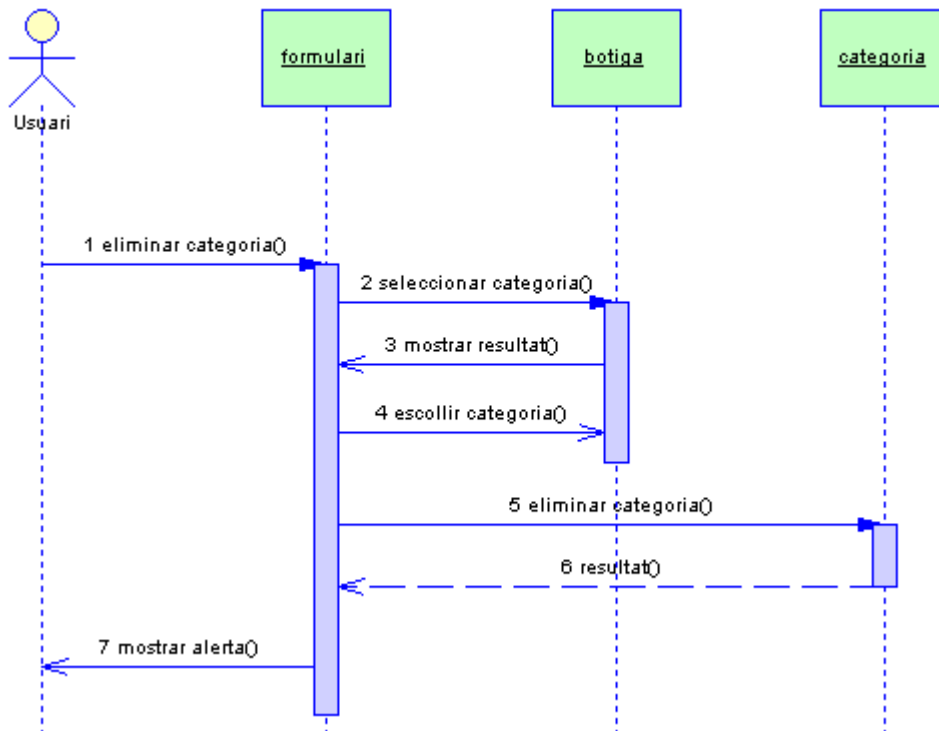 formulari
botiga
categoria
Usuari
1 eliminar categoria()
2 seleccionar categoria()
3 mostrar resultat()
4 escollir categoria()
5 eliminar categoria()
6 resultat()
7 mostrar alerta()